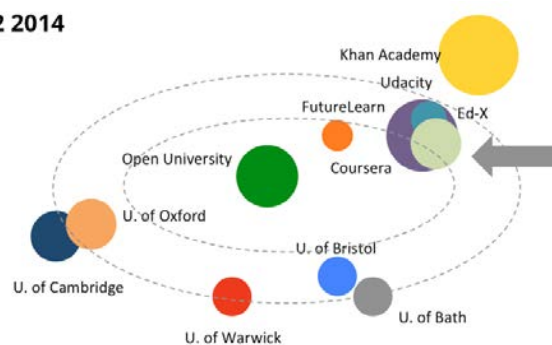 2 2014
Khan Academy
Udacity
FutureLearn
Ed-X
Open University
Coursera
U. of Oxford
U. of Bristol
U. of Cambridge
U. of Bath
U. of Warwick